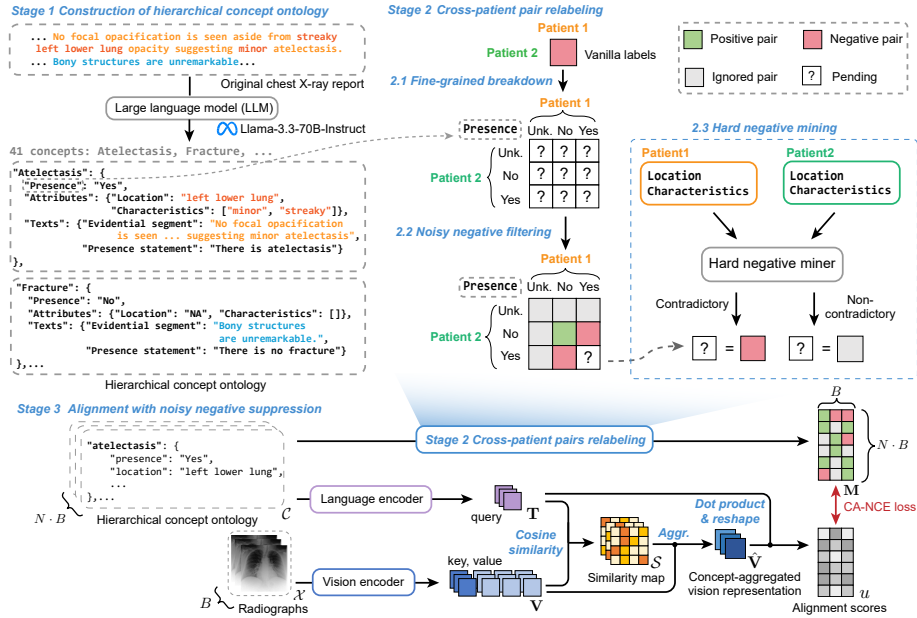 Stage 1 Construction of hierarchical concept ontology
... No focal opacification is seen aside from streaky
left lower lung opacity suggesting minor atelectasis.
... Bony structures are unremarkable...
Original chest X-ray report
Large language model (LLM)
Llama-3.3-70B-Instruct
41 concepts: Atelectasis, Fracture, ...
"Atelectasis": {
"Presence": "Yes",
"Attributes": {"Location": "left lower lung",
"Characteristics": ["minor", "streaky"]},
"Texts": {"Evidential segment": "No focal opacification
is seen ... suggesting minor atelectasis",
"Presence statement": "There is atelectasis"}
},
"Fracture": {
"Presence": "No",
"Attributes": {"Location": "NA", "Characteristics": []},
"Texts": {"Evidential segment": "Bony structures
are unremarkable.",
"Presence statement": "There is no fracture"}
},...
Hierarchical concept ontology
Stage 2 Cross-patient pair relabeling
Patient 1
Patient 2
Vanilla labels
2.1 Fine-grained breakdown
Patient 1
Presence
Unk. No Yes
Unk.
? ? ?
Patient 2
No
? ? ?
Yes
? ? ?
2.2 Noisy negative filtering
Patient 1
Presence
Unk. No Yes
Unk.
Patient 2
No
Yes
?
Positive pair
Negative pair
Ignored pair
? Pending
2.3 Hard negative mining
Patient1
Patient2
Location
Characteristics
Location
Characteristics
Hard negative miner
Contradictory
Non-
contradictory
? =
? =
Stage 3 Alignment with noisy negative suppression
"atelectasis": {
"presence": "Yes",
"location": "left lower lung",
...
},...
N · B
Hierarchical concept ontology
C
Stage 2 Cross-patient pairs relabeling
B
N · B
M
CA-NCE loss
Language encoder
query
T
Cosine
similarity
S
Similarity map
Aggr.
Dot product
& reshape
V̂
Concept-aggregated
vision representation
B
Radiographs
X
Vision encoder
key, value
V
u
Alignment scores